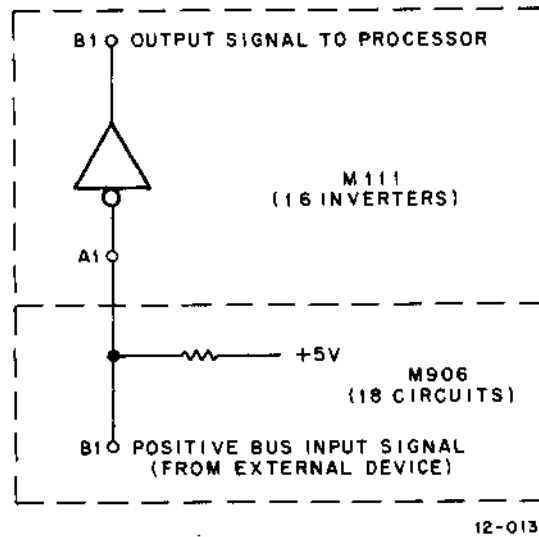 B1 OUTPUT SIGNAL TO PROCESSOR
M111
(16 INVERTERS)
A1
+5V
M906
(18 CIRCUITS)
B1 POSITIVE BUS INPUT SIGNAL
(FROM EXTERNAL DEVICE)
12-013